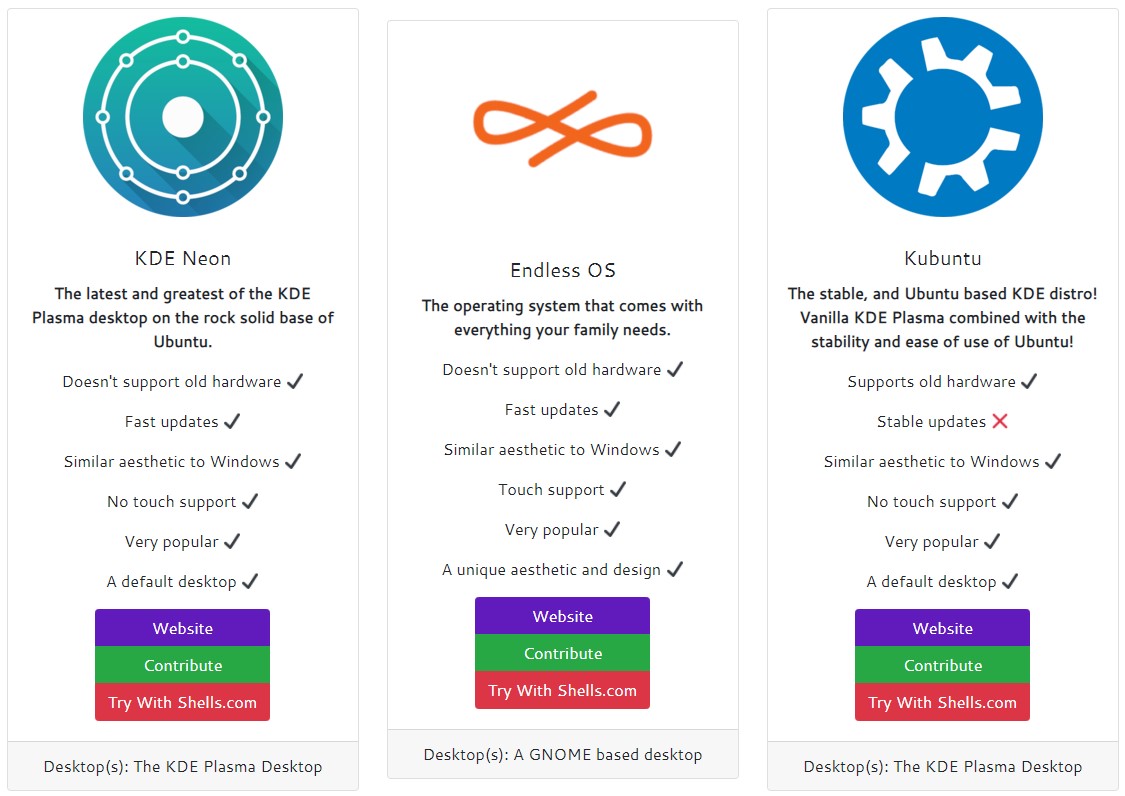 KDE Neon
The latest and greatest of the KDE
Plasma desktop on the rock solid base of
Ubuntu.
Doesn't support old hardware ✔
Fast updates ✔
Similar aesthetic to Windows ✔
No touch support ✔
Very popular ✔
A default desktop ✔
Website
Contribute
Try With Shells.com
Desktop(s): The KDE Plasma Desktop
Endless OS
The operating system that comes with
everything your family needs.
Doesn't support old hardware ✔
Fast updates ✔
Similar aesthetic to Windows ✔
Touch support ✔
Very popular ✔
A unique aesthetic and design ✔
Website
Contribute
Try With Shells.com
Desktop(s): A GNOME based desktop
Kubuntu
The stable, and Ubuntu based KDE distro!
Vanilla KDE Plasma combined with the
stability and ease of use of Ubuntu!
Supports old hardware ✔
Stable updates ❌
Similar aesthetic to Windows ✔
No touch support ✔
Very popular ✔
A default desktop ✔
Website
Contribute
Try With Shells.com
Desktop(s): The KDE Plasma Desktop